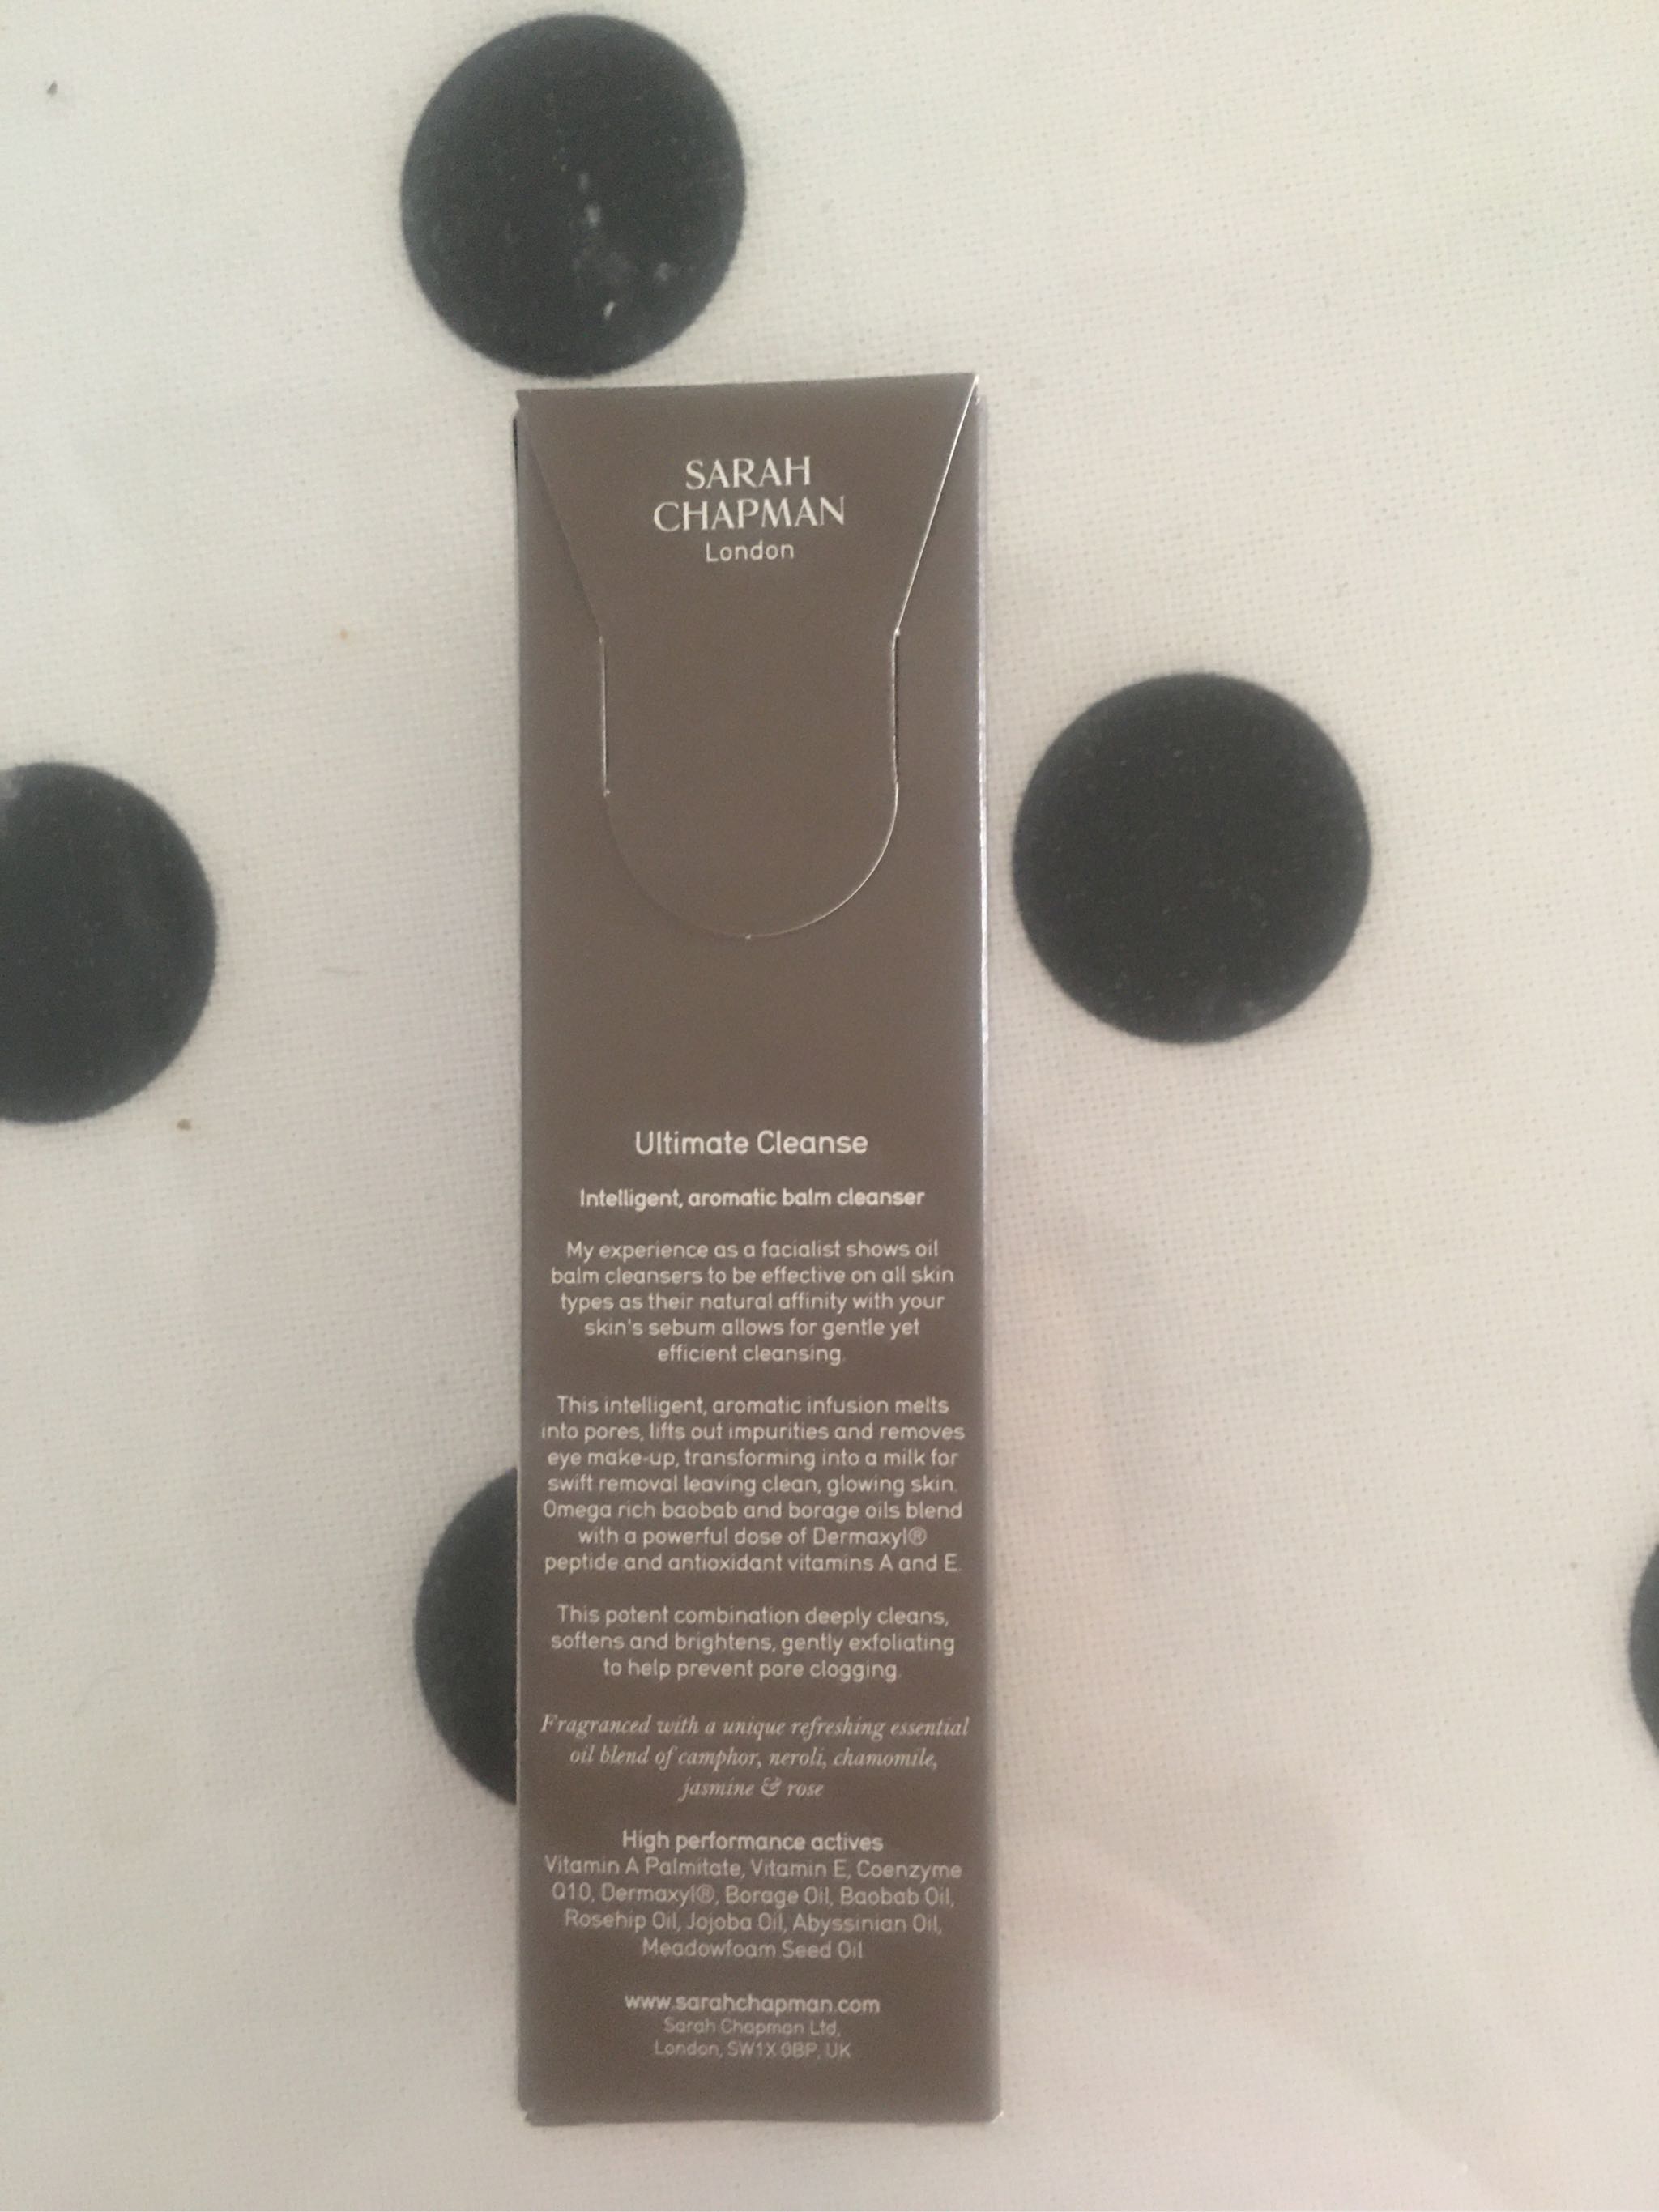 SARAH
CHAPMAN
London
Ultimate Cleanse
Intelligent, aromatic balm cleanser
My experience as a facialist shows oil
balm cleansers to be effective on all skin
types as their natural affinity with your
skin's sebum allows for gentle yet
efficient cleansing.
This intelligent, aromatic infusion melts
into pores, lifts out impurities and removes
eye make-up, transforming into a milk for
swift removal leaving clean, glowing skin.
Omega rich baobab and borage oils blend
with a powerful dose of Dermaxyl®
peptide and antioxidant vitamins A and E.
This potent combination deeply cleans,
softens and brightens, gently exfoliating
to help prevent pore clogging.
Fragranced with a unique refreshing essential
oil blend of camphor, neroli, chamomile,
jasmine & rose
High performance actives
Vitamin A Palmitate, Vitamin E, Coenzyme
Q10, Dermaxyl®, Borage Oil, Baobab Oil,
Rosehip Oil, Jojoba Oil, Abyssinian Oil,
Meadowfoam Seed Oil
www.sarahchapman.com
Sarah Chapman Ltd,
London, SW1X 0BP, UK